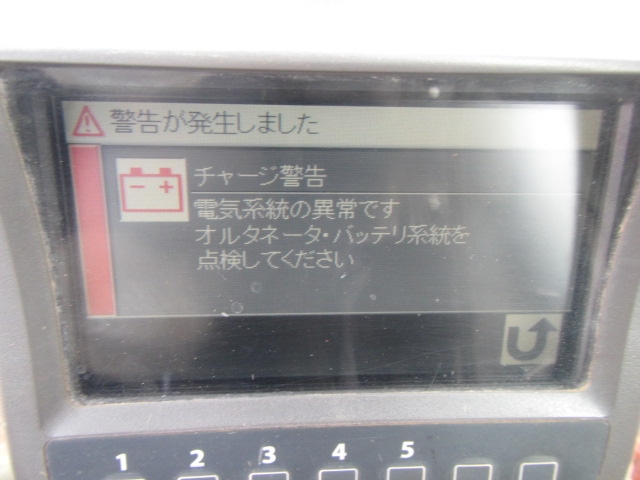 警告が発生しました
チャージ警告
電気系統の異常です
オルタネータ・バッテリ系統を
点検してください
1 2 3 4 5